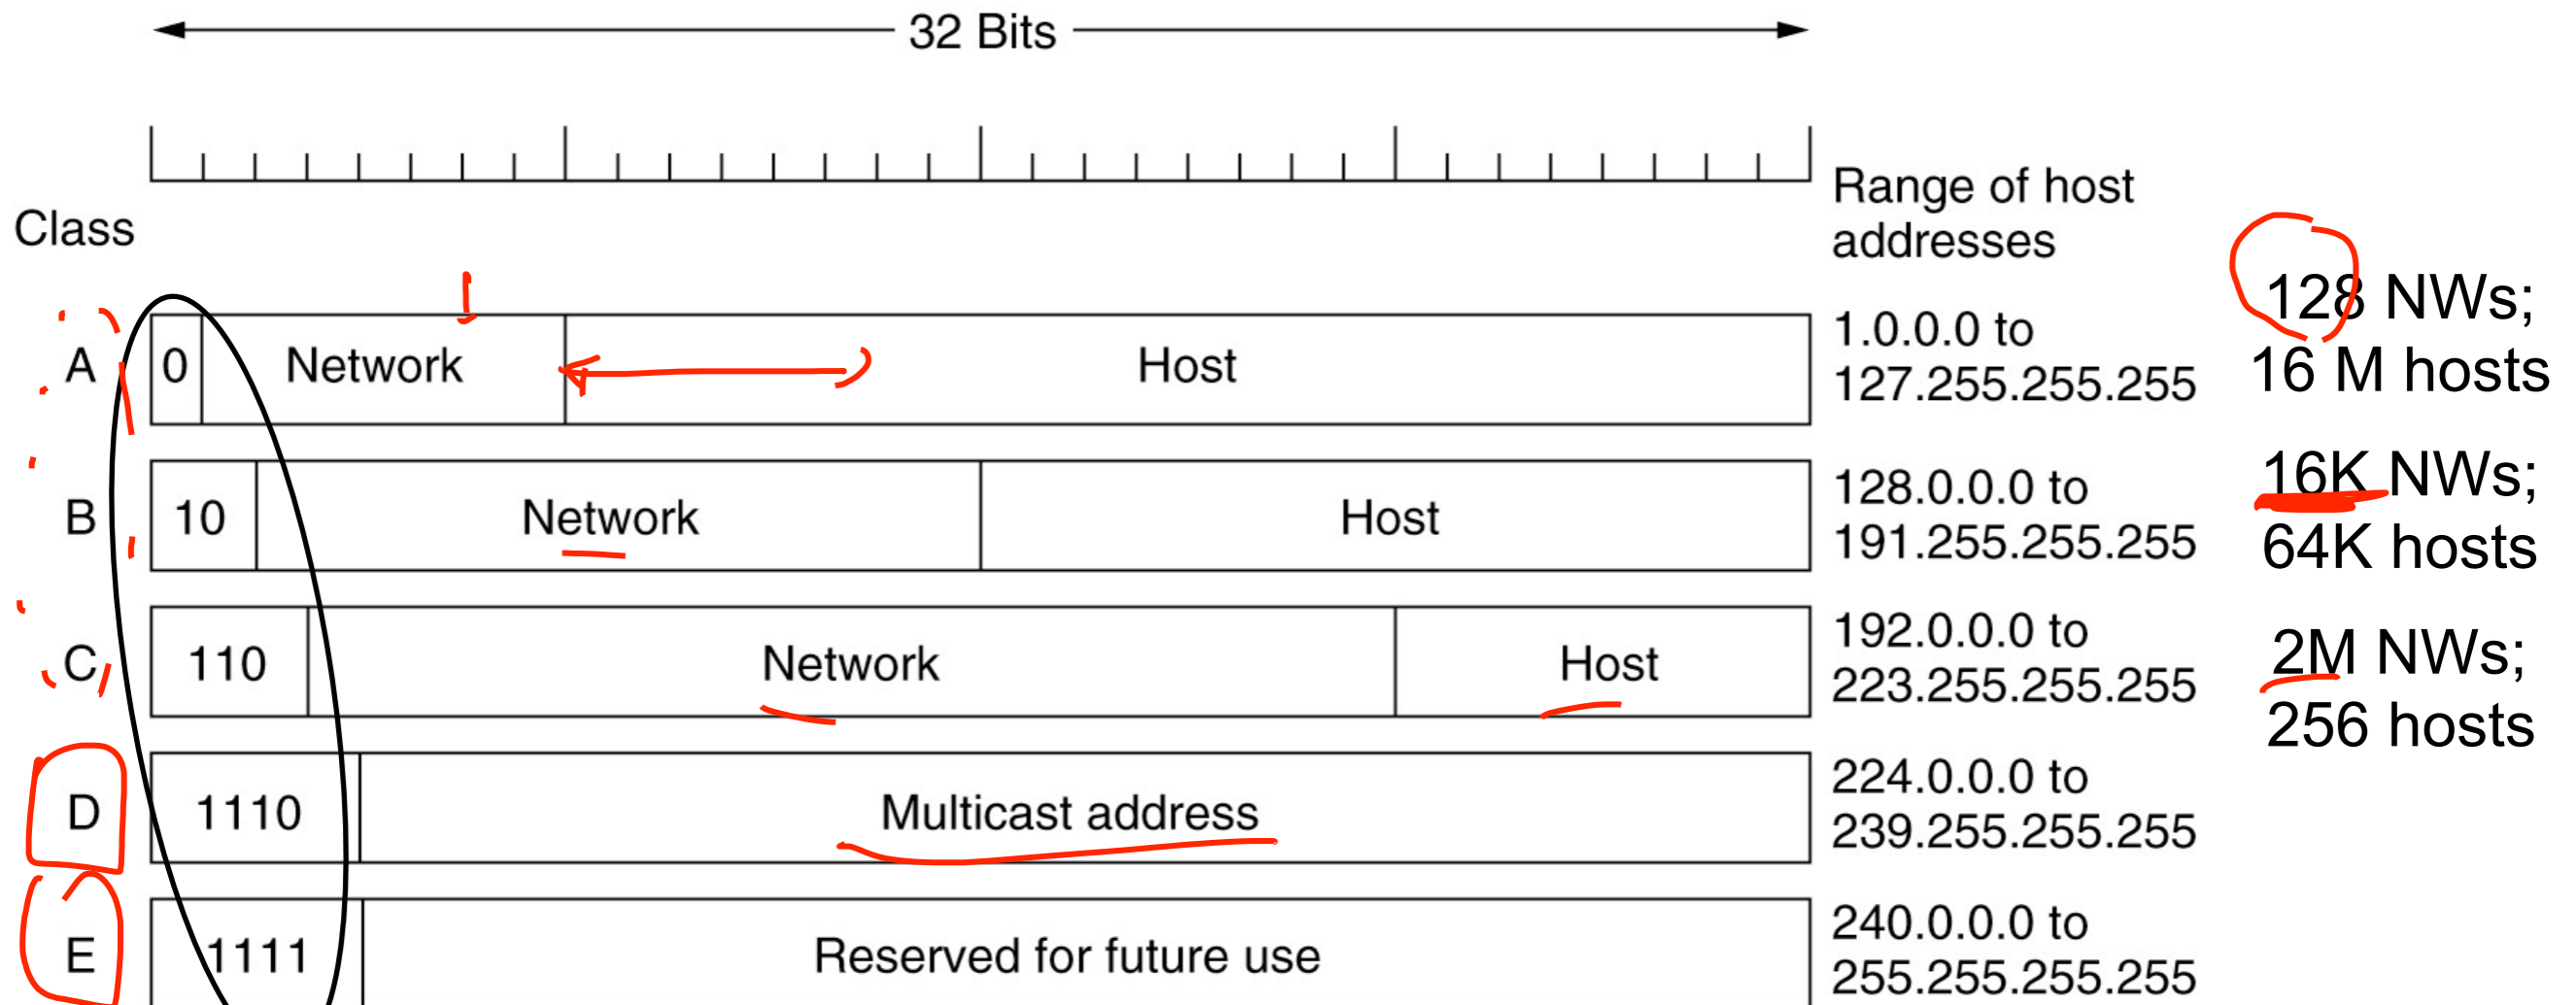 32 Bits
Range of host
addresses
Class
A
0
Network
Host
1.0.0.0 to
127.255.255.255
128 NWs;
16 M hosts
B
10
Network
Host
128.0.0.0 to
191.255.255.255
16K NWs;
64K hosts
C
110
Network
Host
192.0.0.0 to
223.255.255.255
2M NWs;
256 hosts
D
1110
Multicast address
224.0.0.0 to
239.255.255.255
E
1111
Reserved for future use
240.0.0.0 to
255.255.255.255